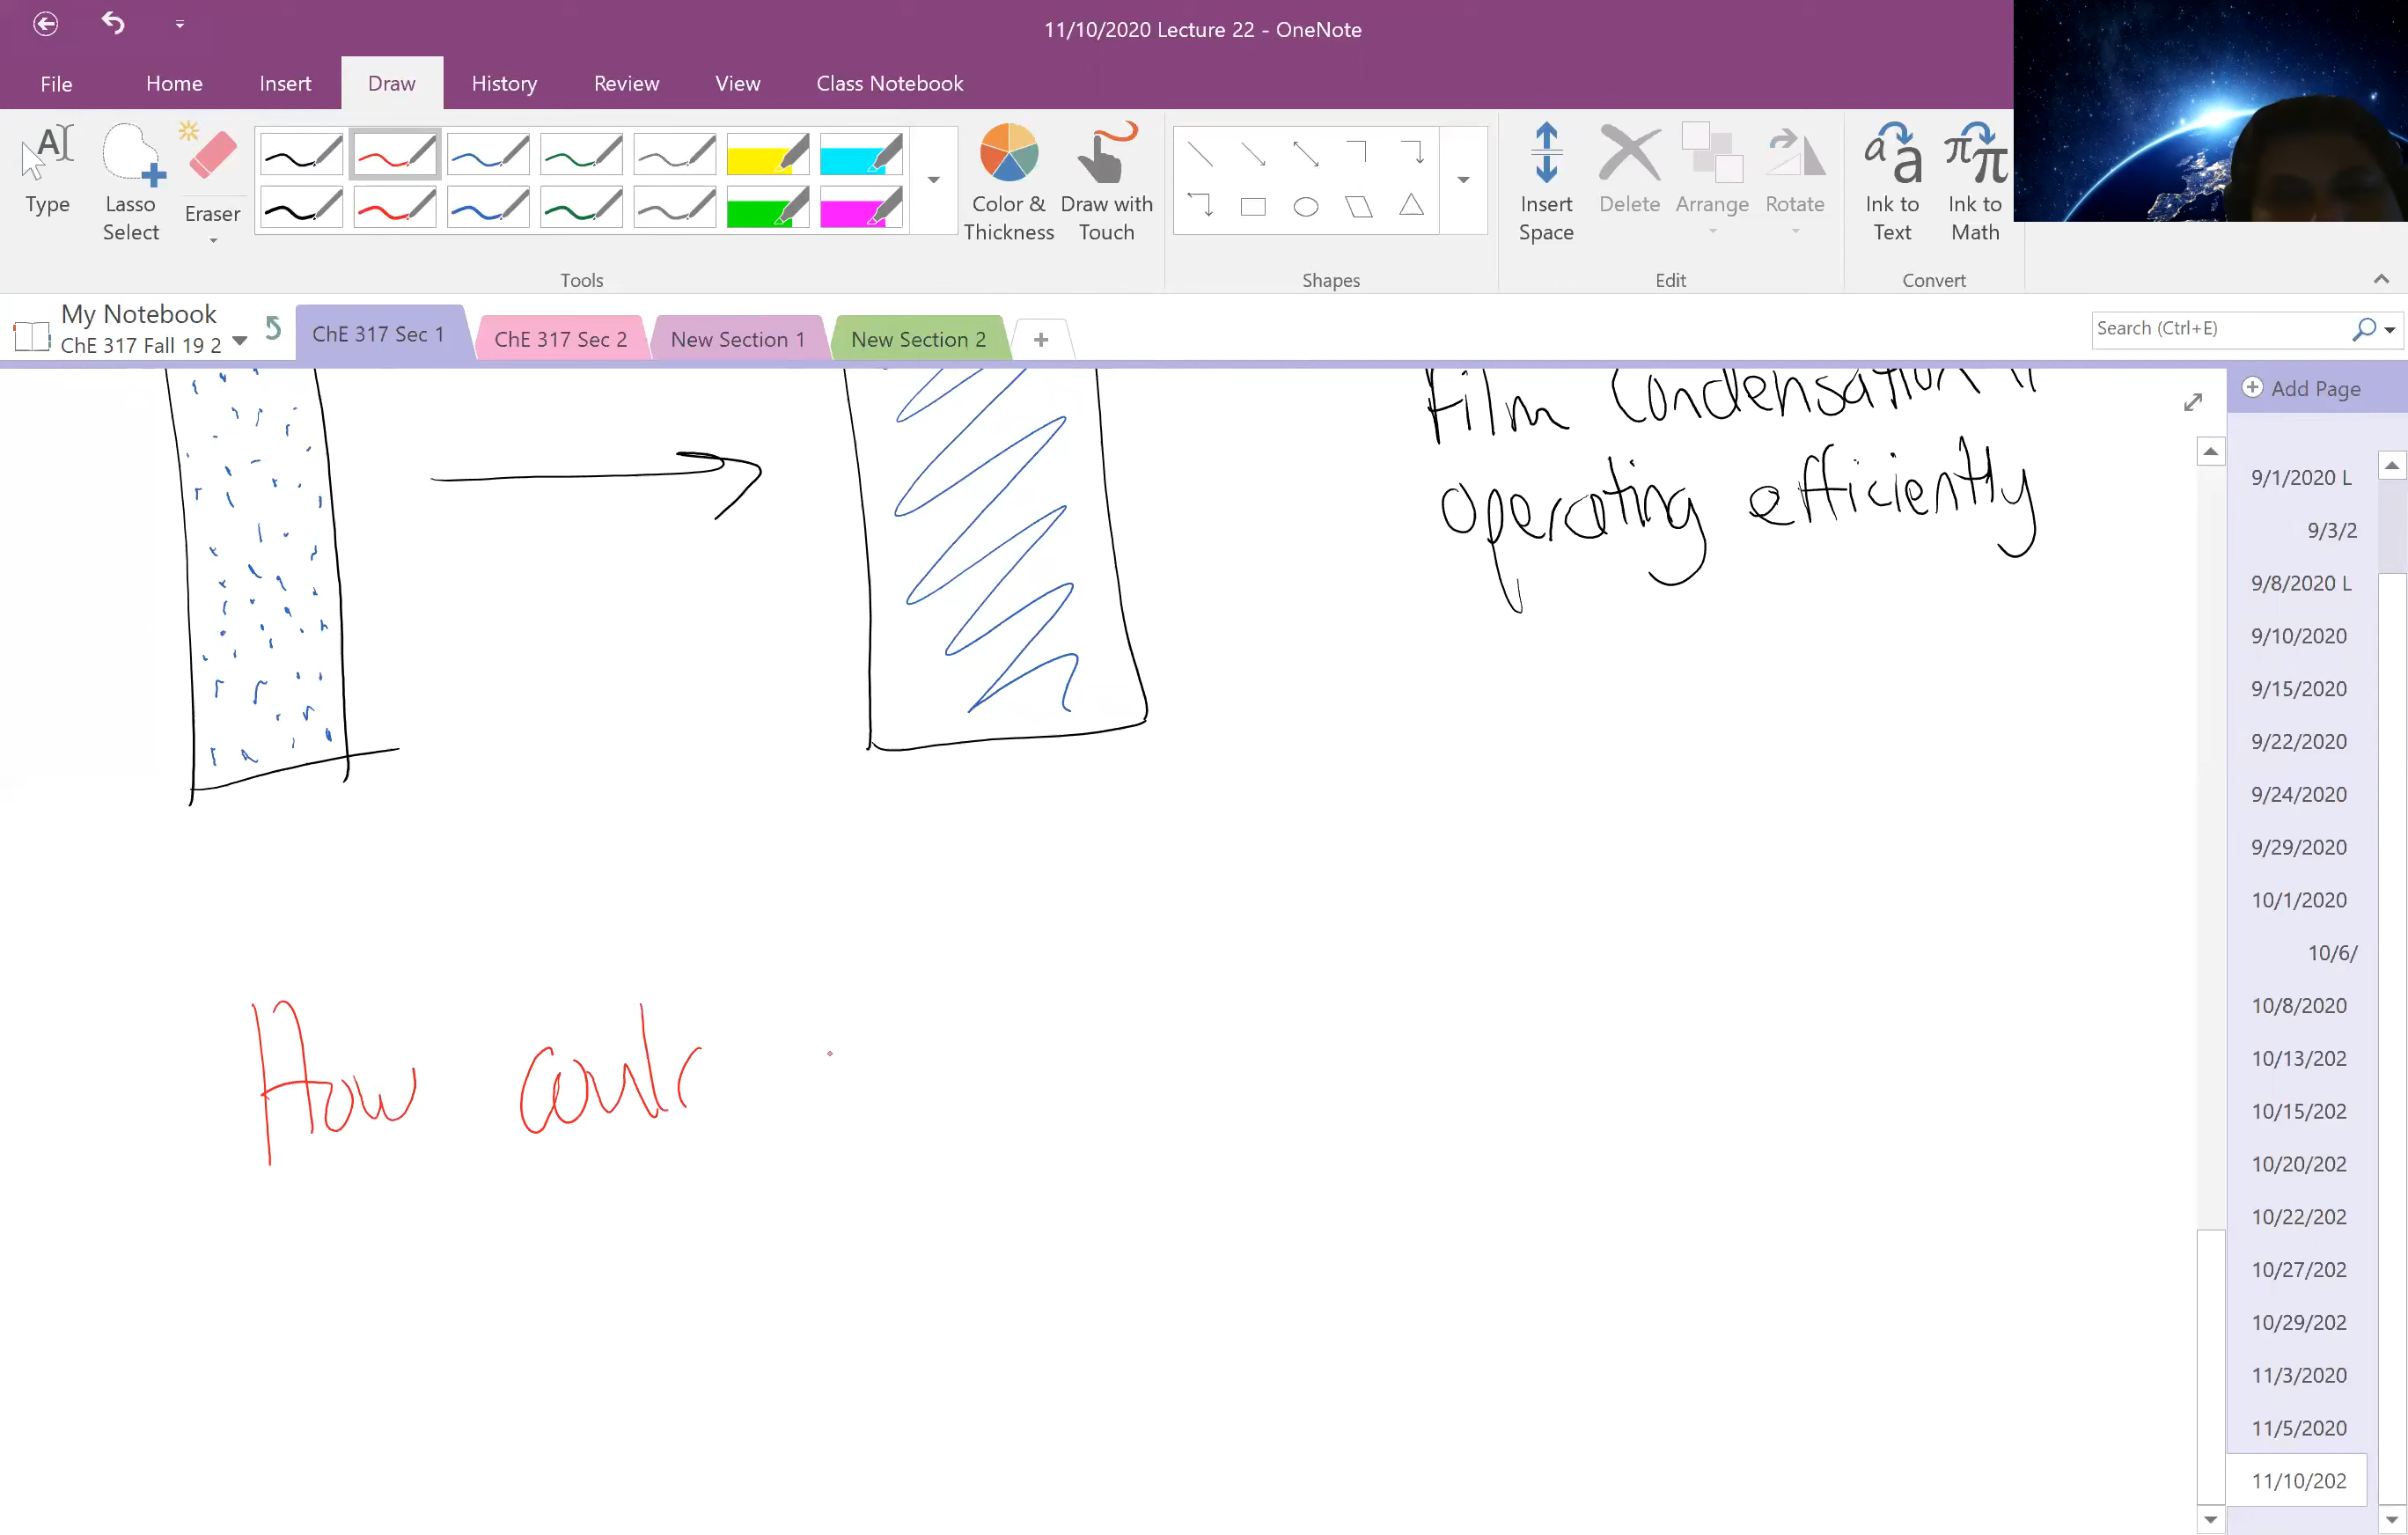 11/10/2020 Lecture 22 - OneNote
File Home Insert Draw History Review View Class Notebook
Type
Lasso Select
Eraser
Color & Thickness
Draw with Touch
Insert Space
Delete
Arrange
Rotate
Ink to Text
Ink to Math
Tools
Shapes
Edit
Convert
My Notebook
ChE 317 Fall 19 2
ChE 317 Sec 1
ChE 317 Sec 2
New Section 1
New Section 2
+
Search (Ctrl+E)
Film Condensation
operating efficiently
How
Add Page
9/1/2020 L
9/3/2
9/8/2020 L
9/10/2020
9/15/2020
9/22/2020
9/24/2020
9/29/2020
10/1/2020
10/6/
10/8/2020
10/13/202
10/15/202
10/20/202
10/22/202
10/27/202
10/29/202
11/3/2020
11/5/2020
11/10/202